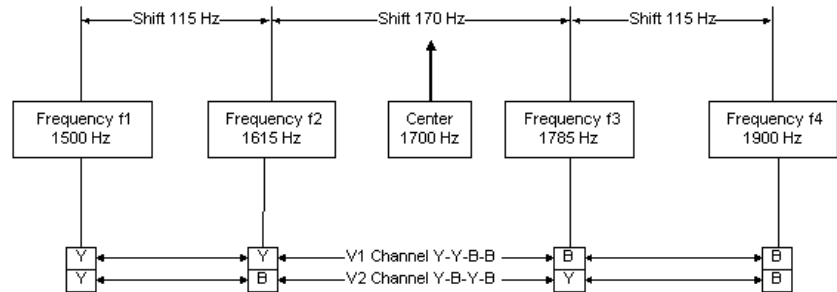 Shift 115 Hz Shift 170 Hz Shift 115 Hz
Frequency f1 Frequency f2 Center Frequency f3 Frequency f4
1500 Hz 1615 Hz 1700 Hz 1785 Hz 1900 Hz
Y Y V1 Channel Y-Y-B-B B B
Y B V2 Channel Y-B-Y-B Y B